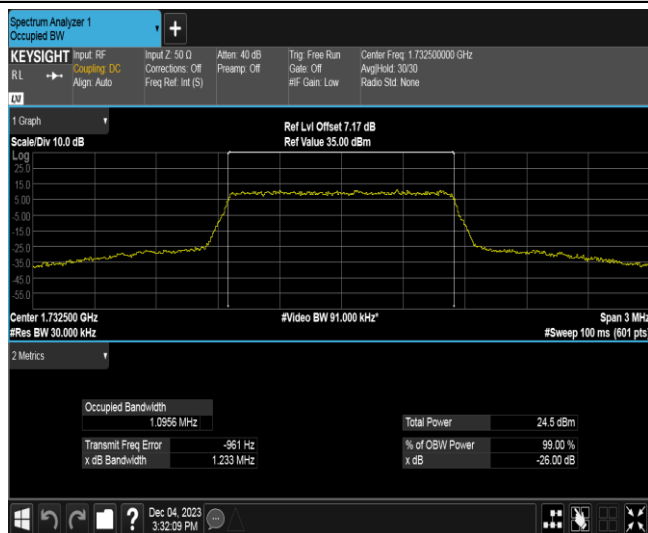 Spectrum Analyzer 1
Occupied BW
+
KEYSIGHT
RL
LXI
Input: RF
Coupling: DC
Align: Auto
Input Z: 50 Ω
Corrections: Off
Freq Ref: Int (S)
Atten: 40 dB
Preamp: Off
Trig: Free Run
Gate: Off
#IF Gain: Low
Center Freq: 1.732500000 GHz
Avg|Hold: 30/30
Radio Std: None
1 Graph
Scale/Div 10.0 dB
Ref Lvl Offset 7.17 dB
Ref Value 35.00 dBm
Log
25.0
15.0
5.00
-5.00
-15.0
-25.0
-35.0
-45.0
-55.0
Center 1.732500 GHz
#Res BW 30.000 kHz
#Video BW 91.000 kHz*
Span 3 MHz
#Sweep 100 ms (601 pts)
2 Metrics
Occupied Bandwidth
1.0956 MHz
Transmit Freq Error -961 Hz
x dB Bandwidth 1.233 MHz
Total Power 24.5 dBm
% of OBW Power 99.00 %
x dB -26.00 dB
?
Dec 04, 2023
3:32:09 PM